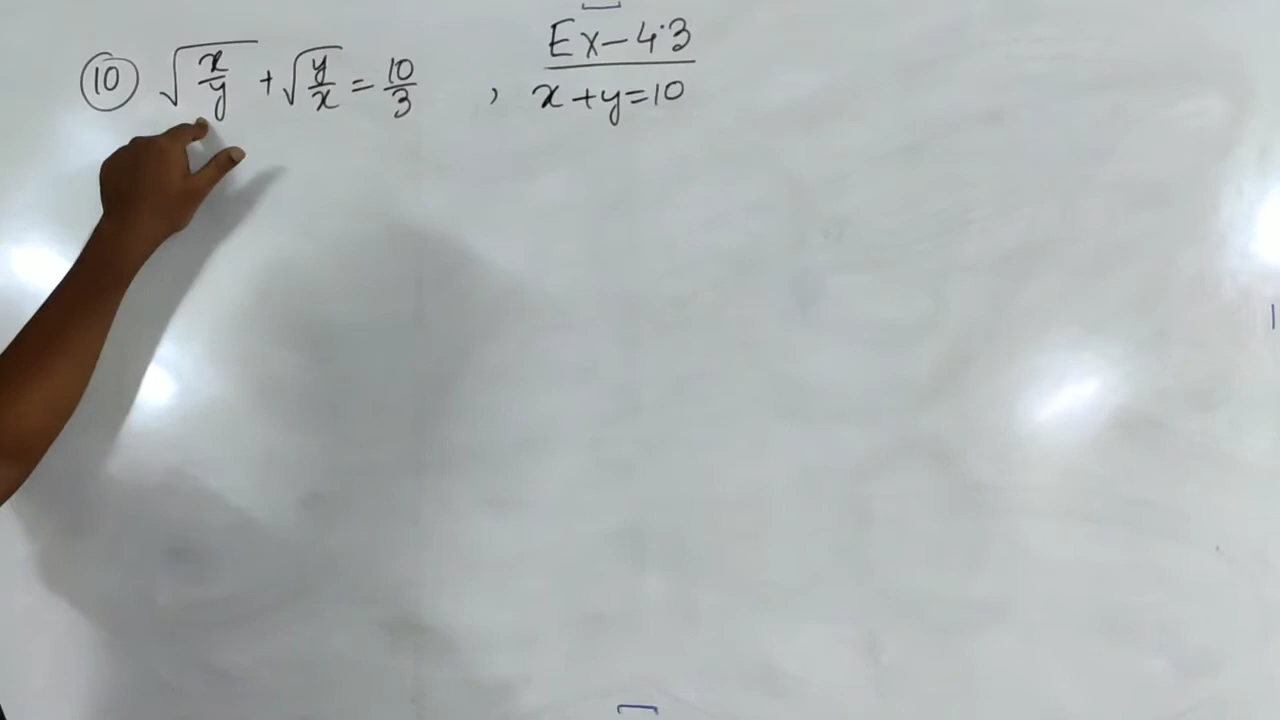 Ex-4.3
(10) √(x/y) + √(y/x) = 10/3 , x+y=10